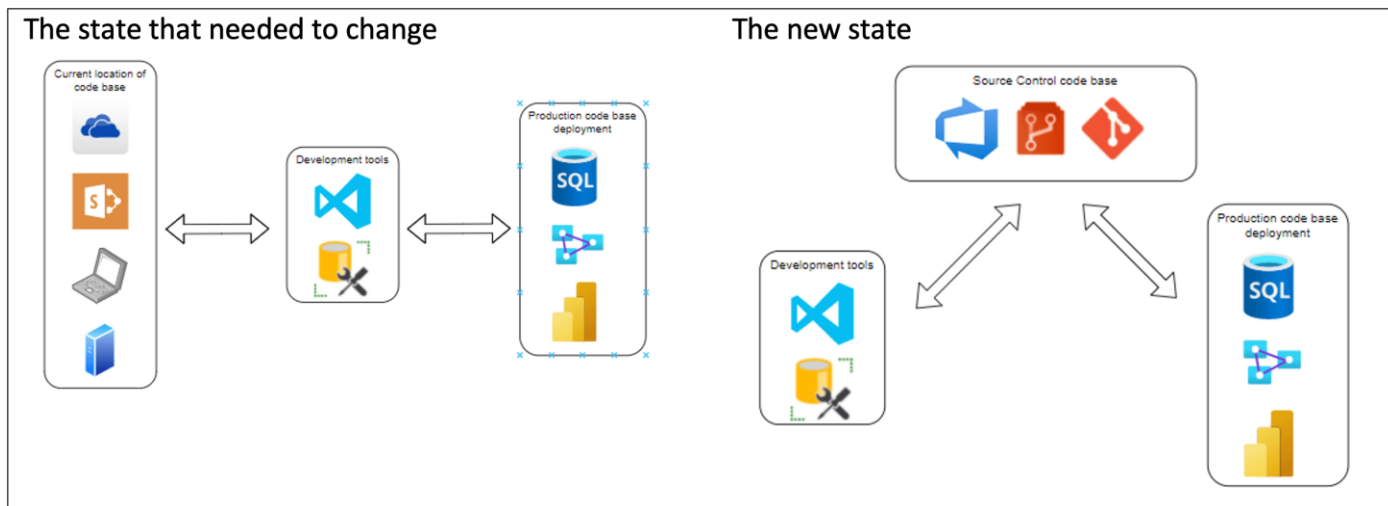 The state that needed to change
Current location of
code base
S
Development tools
Production code base
deployment
SQL
The new state
Source Control code base
Development tools
Production code base
deployment
SQL